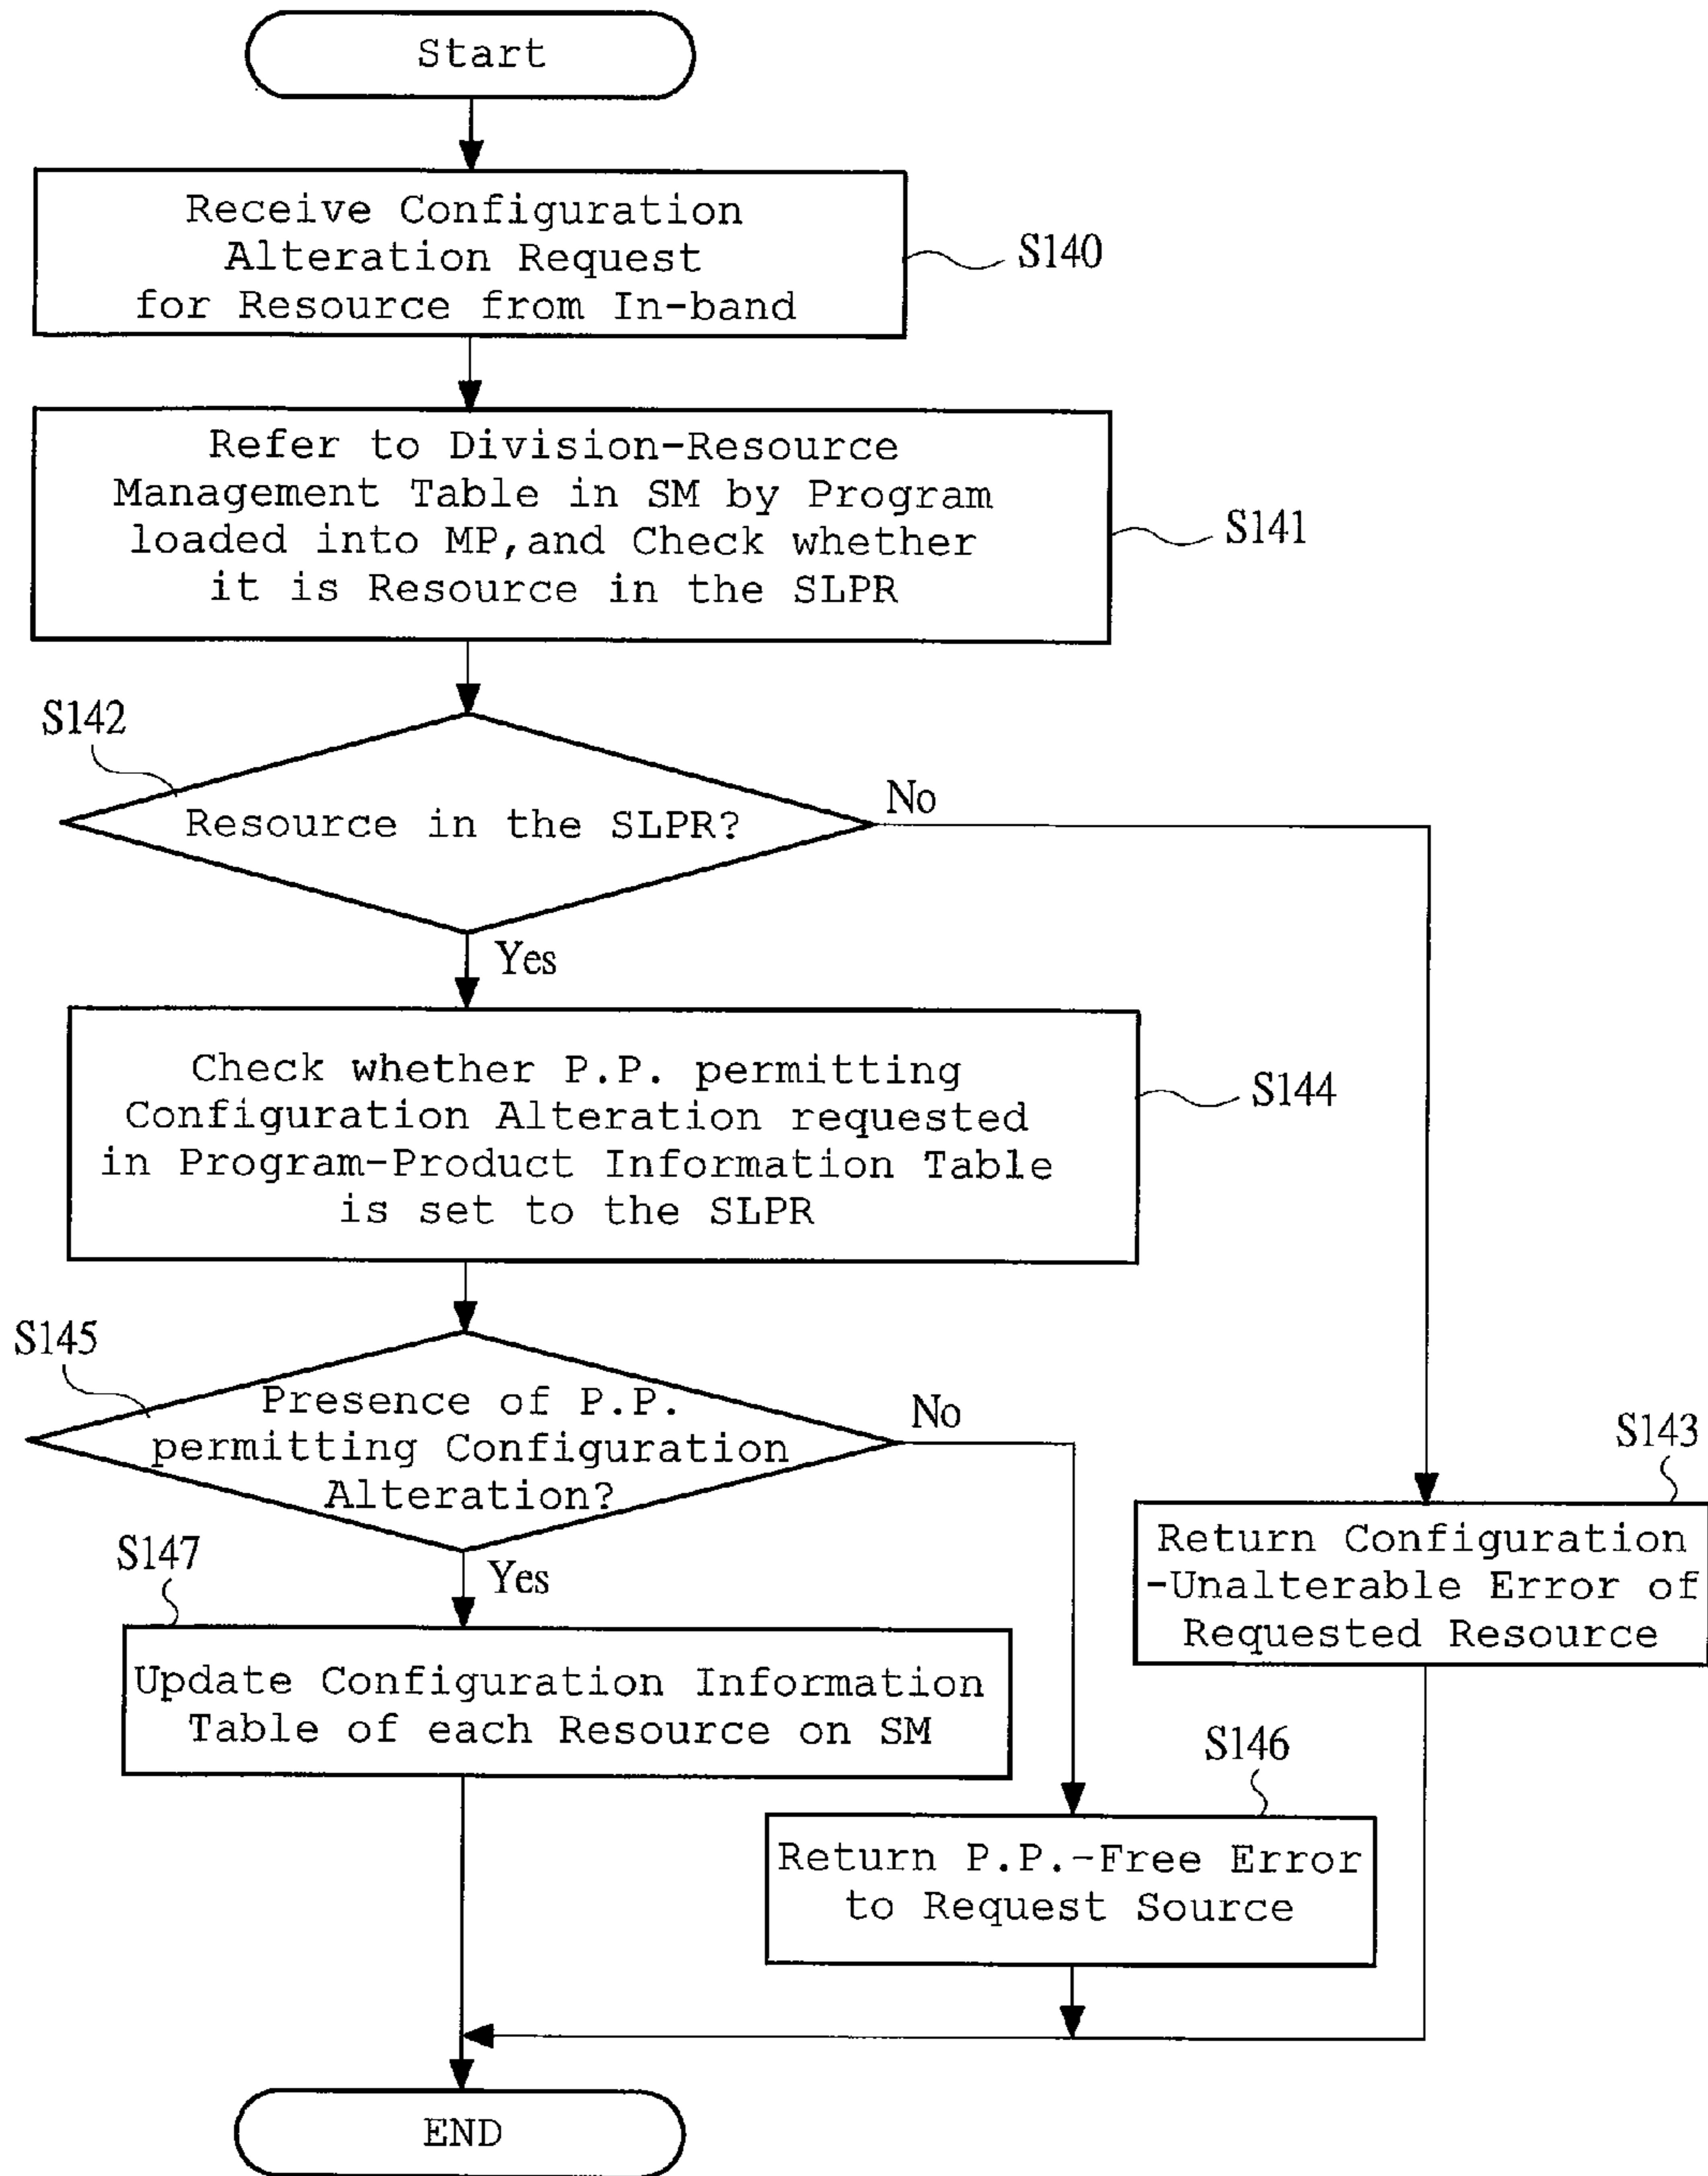 Start
Receive Configuration
Alteration Request
for Resource from In-band
S140
Refer to Division-Resource
Management Table in SM by Program
loaded into MP,and Check whether
it is Resource in the SLPR
S141
S142
Resource in the SLPR?
No
Yes
Check whether P.P. permitting
Configuration Alteration requested
in Program-Product Information Table
is set to the SLPR
S144
S145
Presence of P.P.
permitting Configuration
Alteration?
No
Yes
S143
Return Configuration
-Unalterable Error of
Requested Resource
S147
Update Configuration Information
Table of each Resource on SM
S146
Return P.P.-Free Error
to Request Source
END